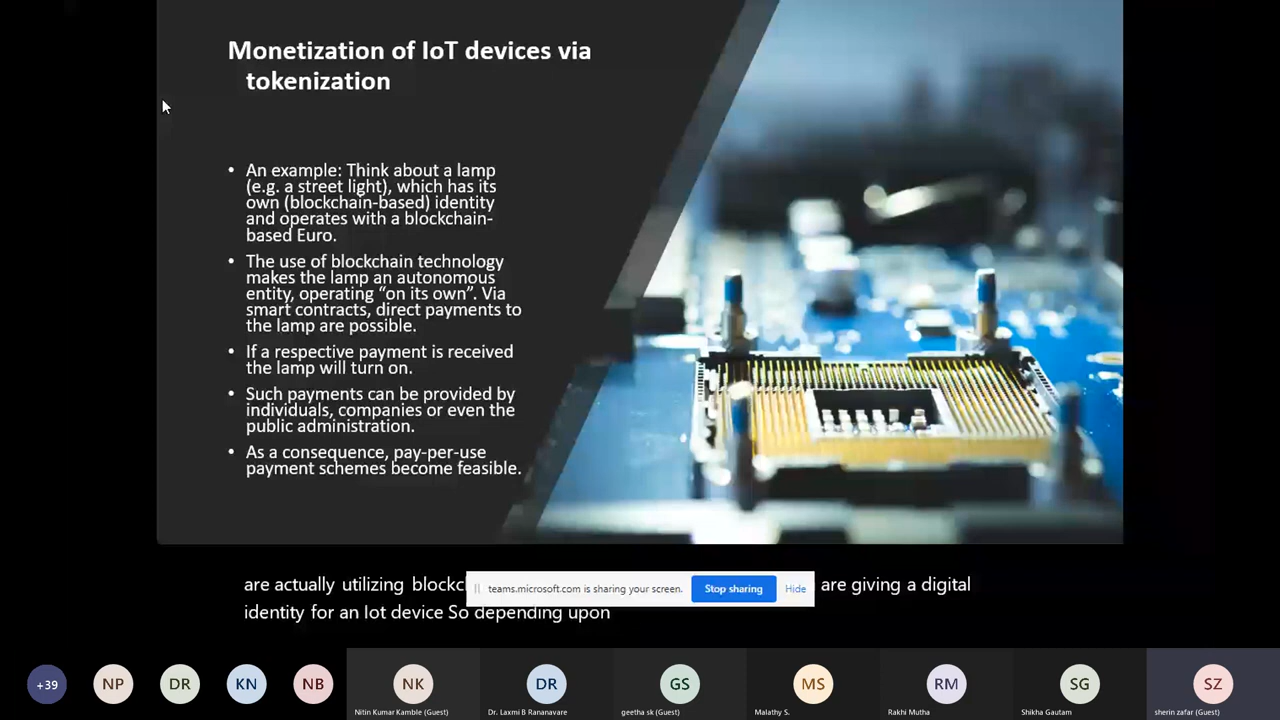 Monetization of IoT devices via
tokenization
• An example: Think about a lamp
(e.g. a street light), which has its
own (blockchain-based) identity
and operates with a blockchain-
based Euro.
• The use of blockchain technology
makes the lamp an autonomous
entity, operating “on its own”. Via
smart contracts, direct payments to
the lamp are possible.
• If a respective payment is received
the lamp will turn on.
• Such payments can be provided by
individuals, companies or even the
public administration.
• As a consequence, pay-per-use
payment schemes become feasible.
are actually utilizing are giving a digital
identity for an Iot device So depending upon
teams.microsoft.com is sharing your screen. Stop sharing Hide
+39 NP DR KN NB NK DR GS MS RM SG SZ
Nitin Kumar Kamble (Guest) Dr. Laxmi B Rananavare geetha sk (Guest) Malathy S. Rakhi Mutha Shikha Gautam sherin zafar (Guest)